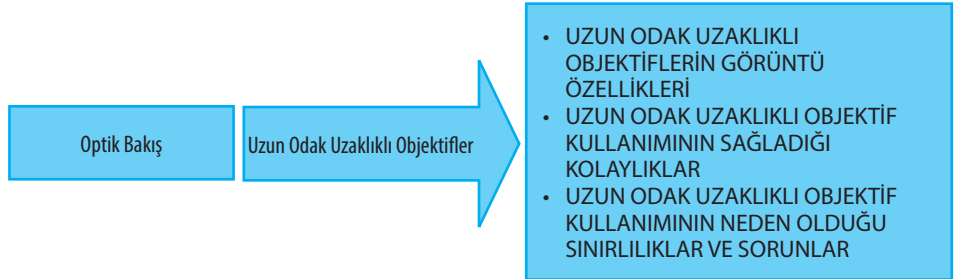 Optik Bakış
Uzun Odak Uzaklıklı Objektifler
• UZUN ODAK UZAKLIKLI
OBJEKTİFLERİN GÖRÜNTÜ
ÖZELLİKLERİ
• UZUN ODAK UZAKLIKLI OBJEKTİF
KULLANIMININ SAĞLADIĞI
KOLAYLIKLAR
• UZUN ODAK UZAKLIKLI OBJEKTİF
KULLANIMININ NEDEN OLDUĞU
SINIRLILIKLAR VE SORUNLAR